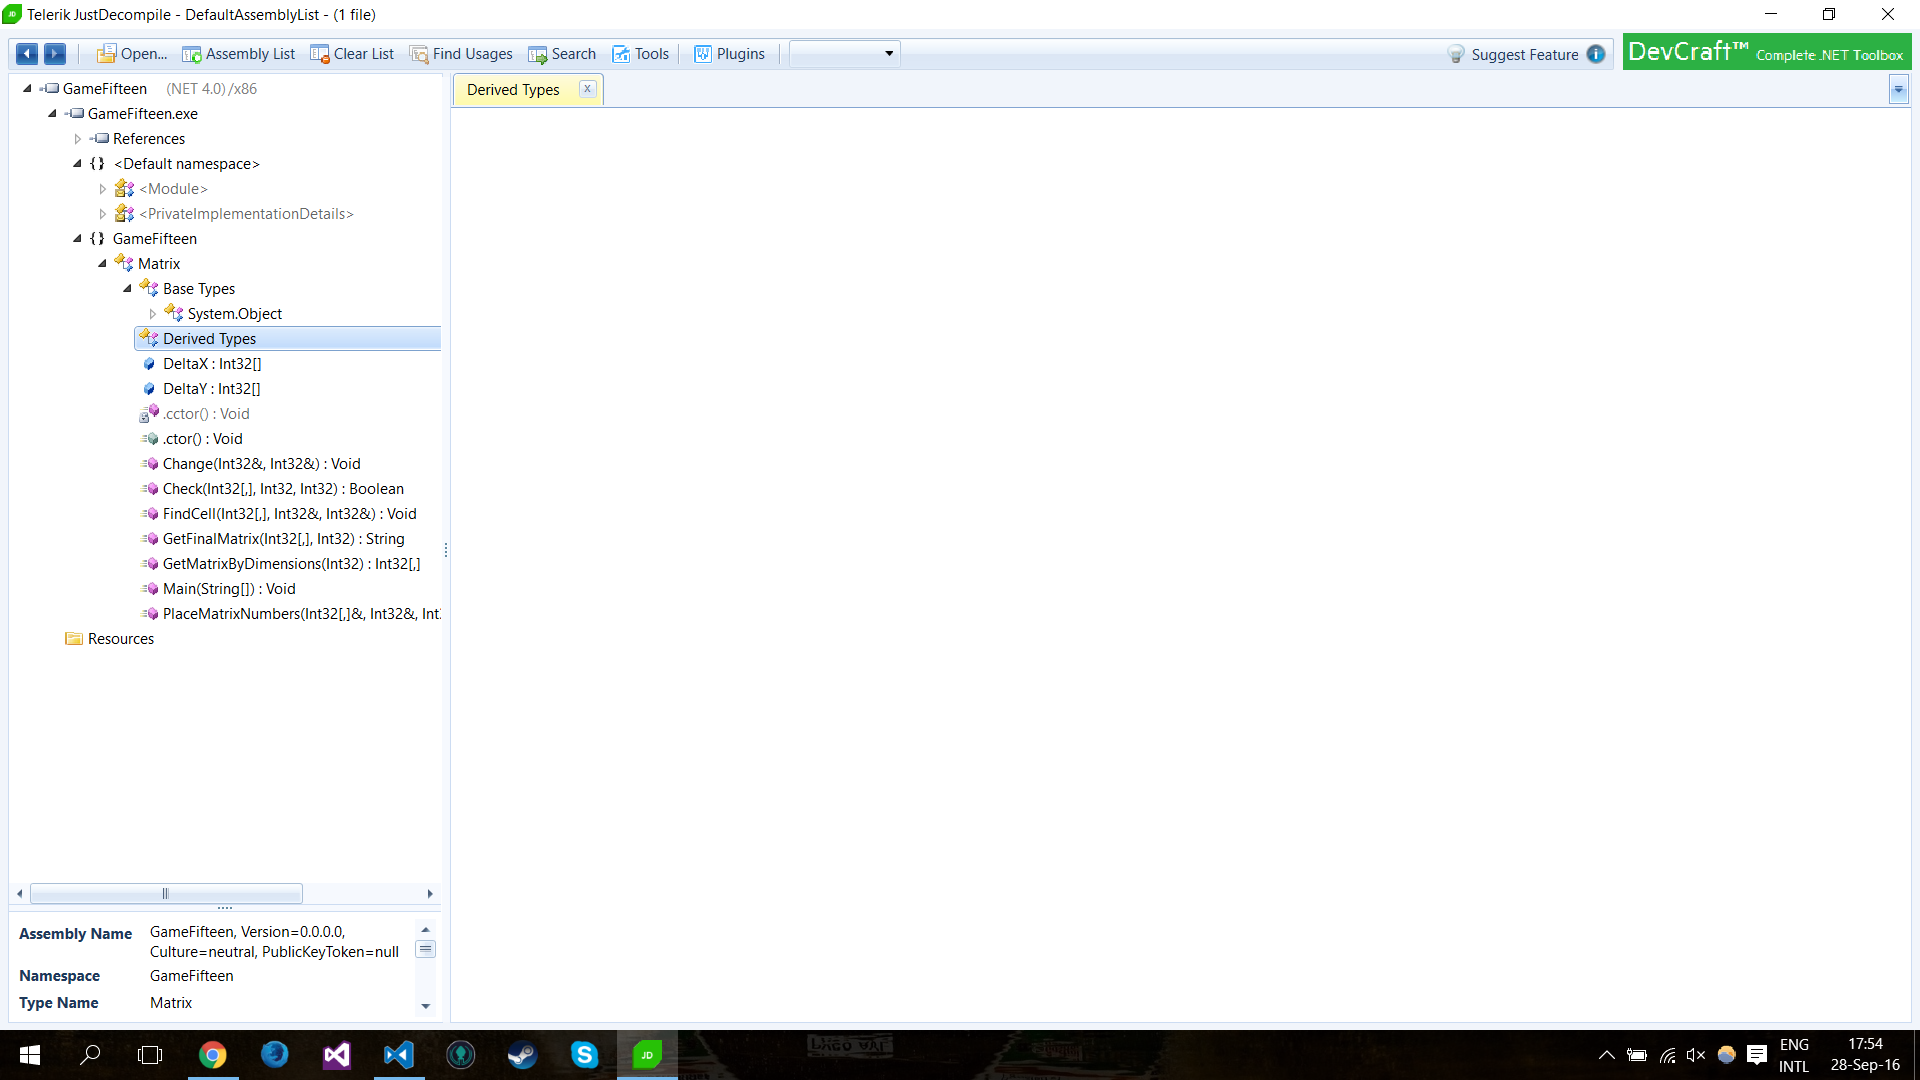 Telerik JustDecompile - DefaultAssemblyList - (1 file)
Open...
Assembly List
Clear List
Find Usages
Search
Tools
Plugins
Suggest Feature
DevCraft™ Complete .NET Toolbox
GameFifteen (NET 4.0)/x86
GameFifteen.exe
References
{} <Default namespace>
<Module>
<PrivateImplementationDetails>
{} GameFifteen
Matrix
Base Types
System.Object
Derived Types
DeltaX : Int32[]
DeltaY : Int32[]
.cctor() : Void
.ctor() : Void
Change(Int32&, Int32&) : Void
Check(Int32[,], Int32, Int32) : Boolean
FindCell(Int32[,], Int32&, Int32&) : Void
GetFinalMatrix(Int32[,], Int32) : String
GetMatrixByDimensions(Int32) : Int32[,]
Main(String[]) : Void
PlaceMatrixNumbers(Int32[,]&, Int32&, Int
Resources
Derived Types
Assembly Name GameFifteen, Version=0.0.0.0,
Culture=neutral, PublicKeyToken=null
Namespace GameFifteen
Type Name Matrix
JD
ENG
INTL
17:54
28-Sep-16